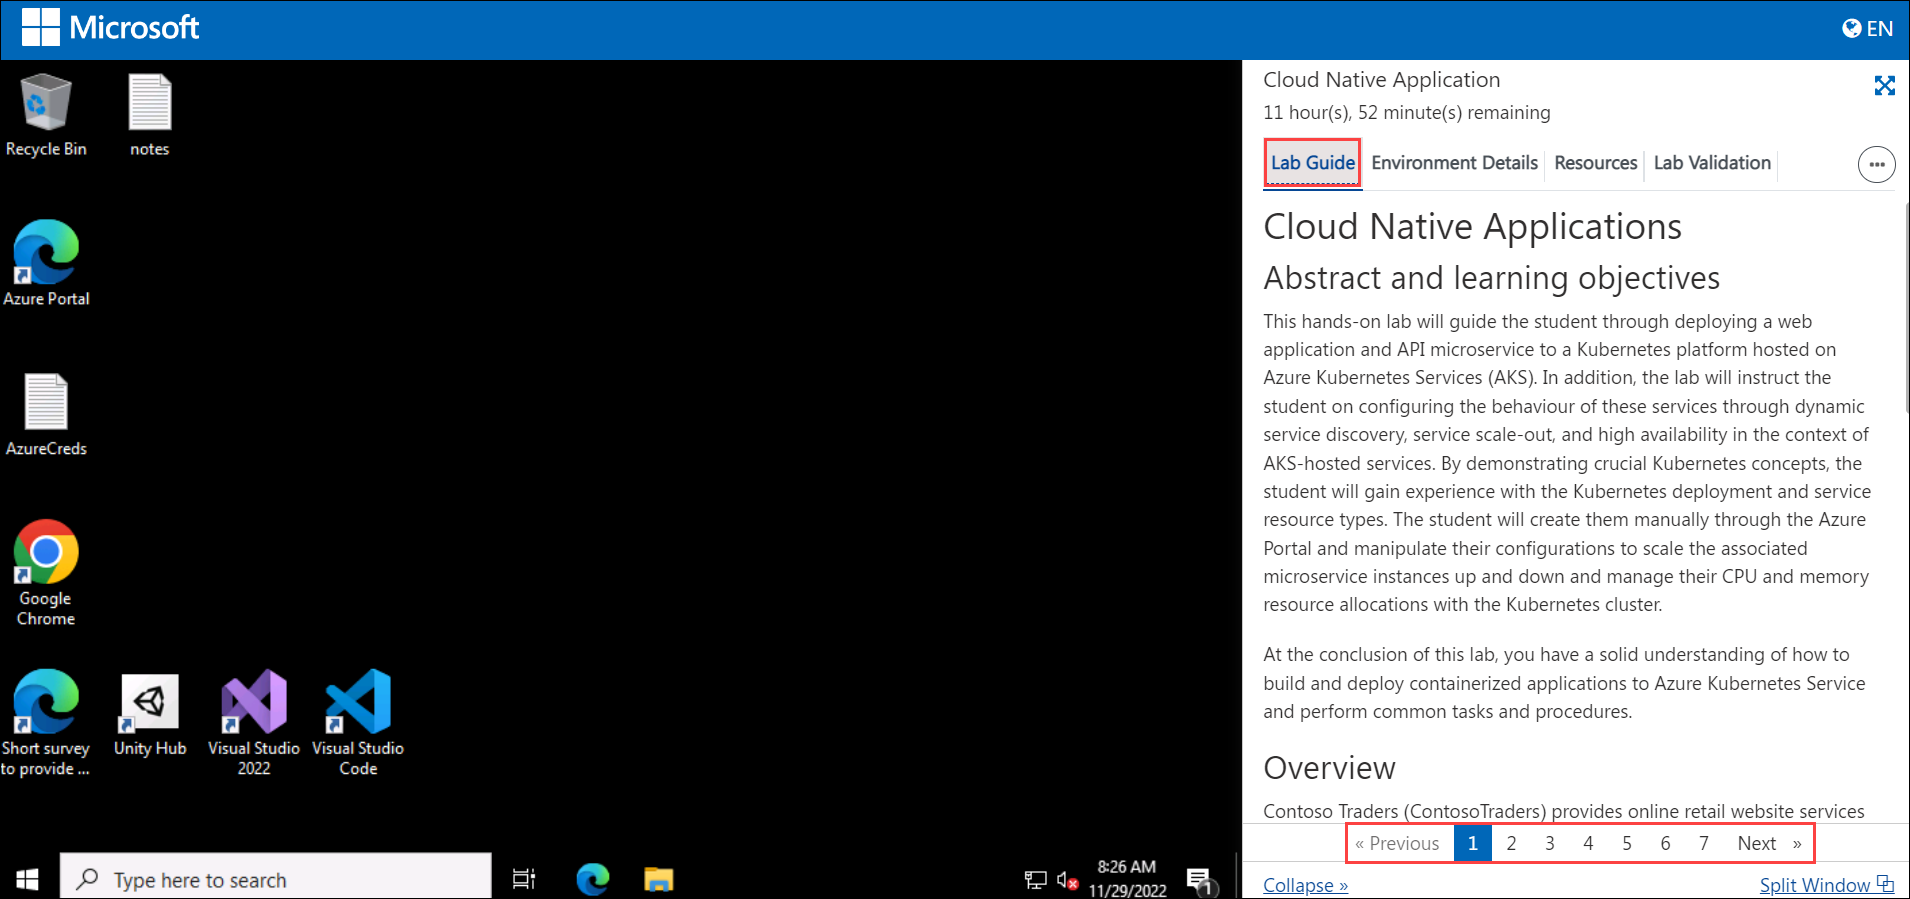 Microsoft
EN
Recycle Bin
notes
Azure Portal
AzureCreds
Google
Chrome
Short survey
to provide ...
Unity Hub
Visual Studio
2022
Visual Studio
Code
Type here to search
8:26 AM
11/29/2022
1
Cloud Native Application
11 hour(s), 52 minute(s) remaining
Lab Guide Environment Details Resources Lab Validation
Cloud Native Applications
Abstract and learning objectives
This hands-on lab will guide the student through deploying a web
application and API microservice to a Kubernetes platform hosted on
Azure Kubernetes Services (AKS). In addition, the lab will instruct the
student on configuring the behaviour of these services through dynamic
service discovery, service scale-out, and high availability in the context of
AKS-hosted services. By demonstrating crucial Kubernetes concepts, the
student will gain experience with the Kubernetes deployment and service
resource types. The student will create them manually through the Azure
Portal and manipulate their configurations to scale the associated
microservice instances up and down and manage their CPU and memory
resource allocations with the Kubernetes cluster.
At the conclusion of this lab, you have a solid understanding of how to
build and deploy containerized applications to Azure Kubernetes Service
and perform common tasks and procedures.
Overview
Contoso Traders (ContosoTraders) provides online retail website services
« Previous 1 2 3 4 5 6 7 Next »
Collapse » Split Window